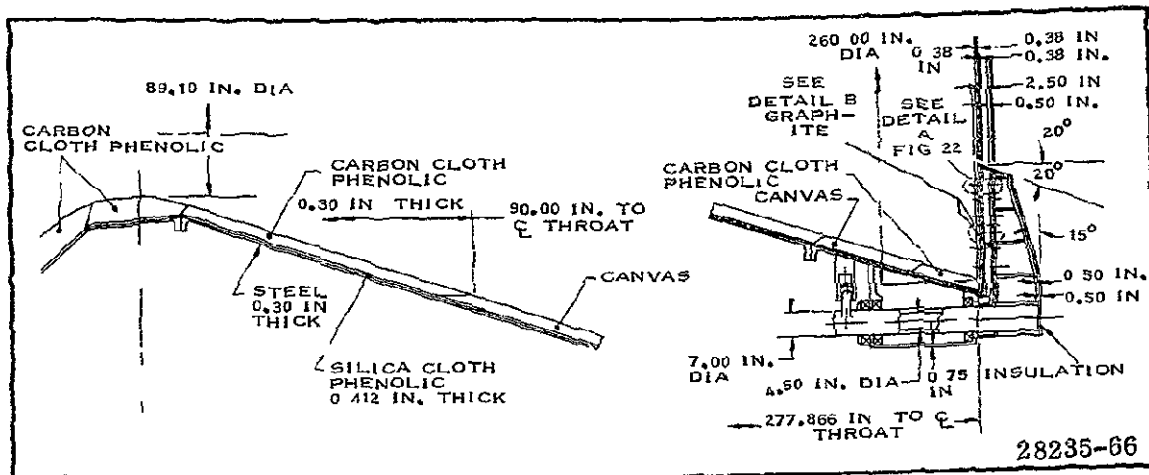 89.10 IN. DIA
CARBON
CLOTH PHENOLIC
CARBON CLOTH
PHENOLIC
0.30 IN THICK
90.00 IN. TO
℄ THROAT
CANVAS
STEEL
0.30 IN
THICK
SILICA CLOTH
PHENOLIC
0 412 IN. THICK
260 00 IN.
DIA
0 38
IN
0.38 IN
0.38 IN.
2.50 IN
0.50 IN.
SEE
DETAIL B
GRAPH-
ITE
SEE
DETAIL
A
FIG 22
20°
20°
CARBON CLOTH
PHENOLIC
CANVAS
15°
0 50 IN.
0.50 IN
7.00 IN.
DIA
4.50 IN. DIA
0 75
IN
INSULATION
277.866 IN TO ℄
THROAT
28235-66